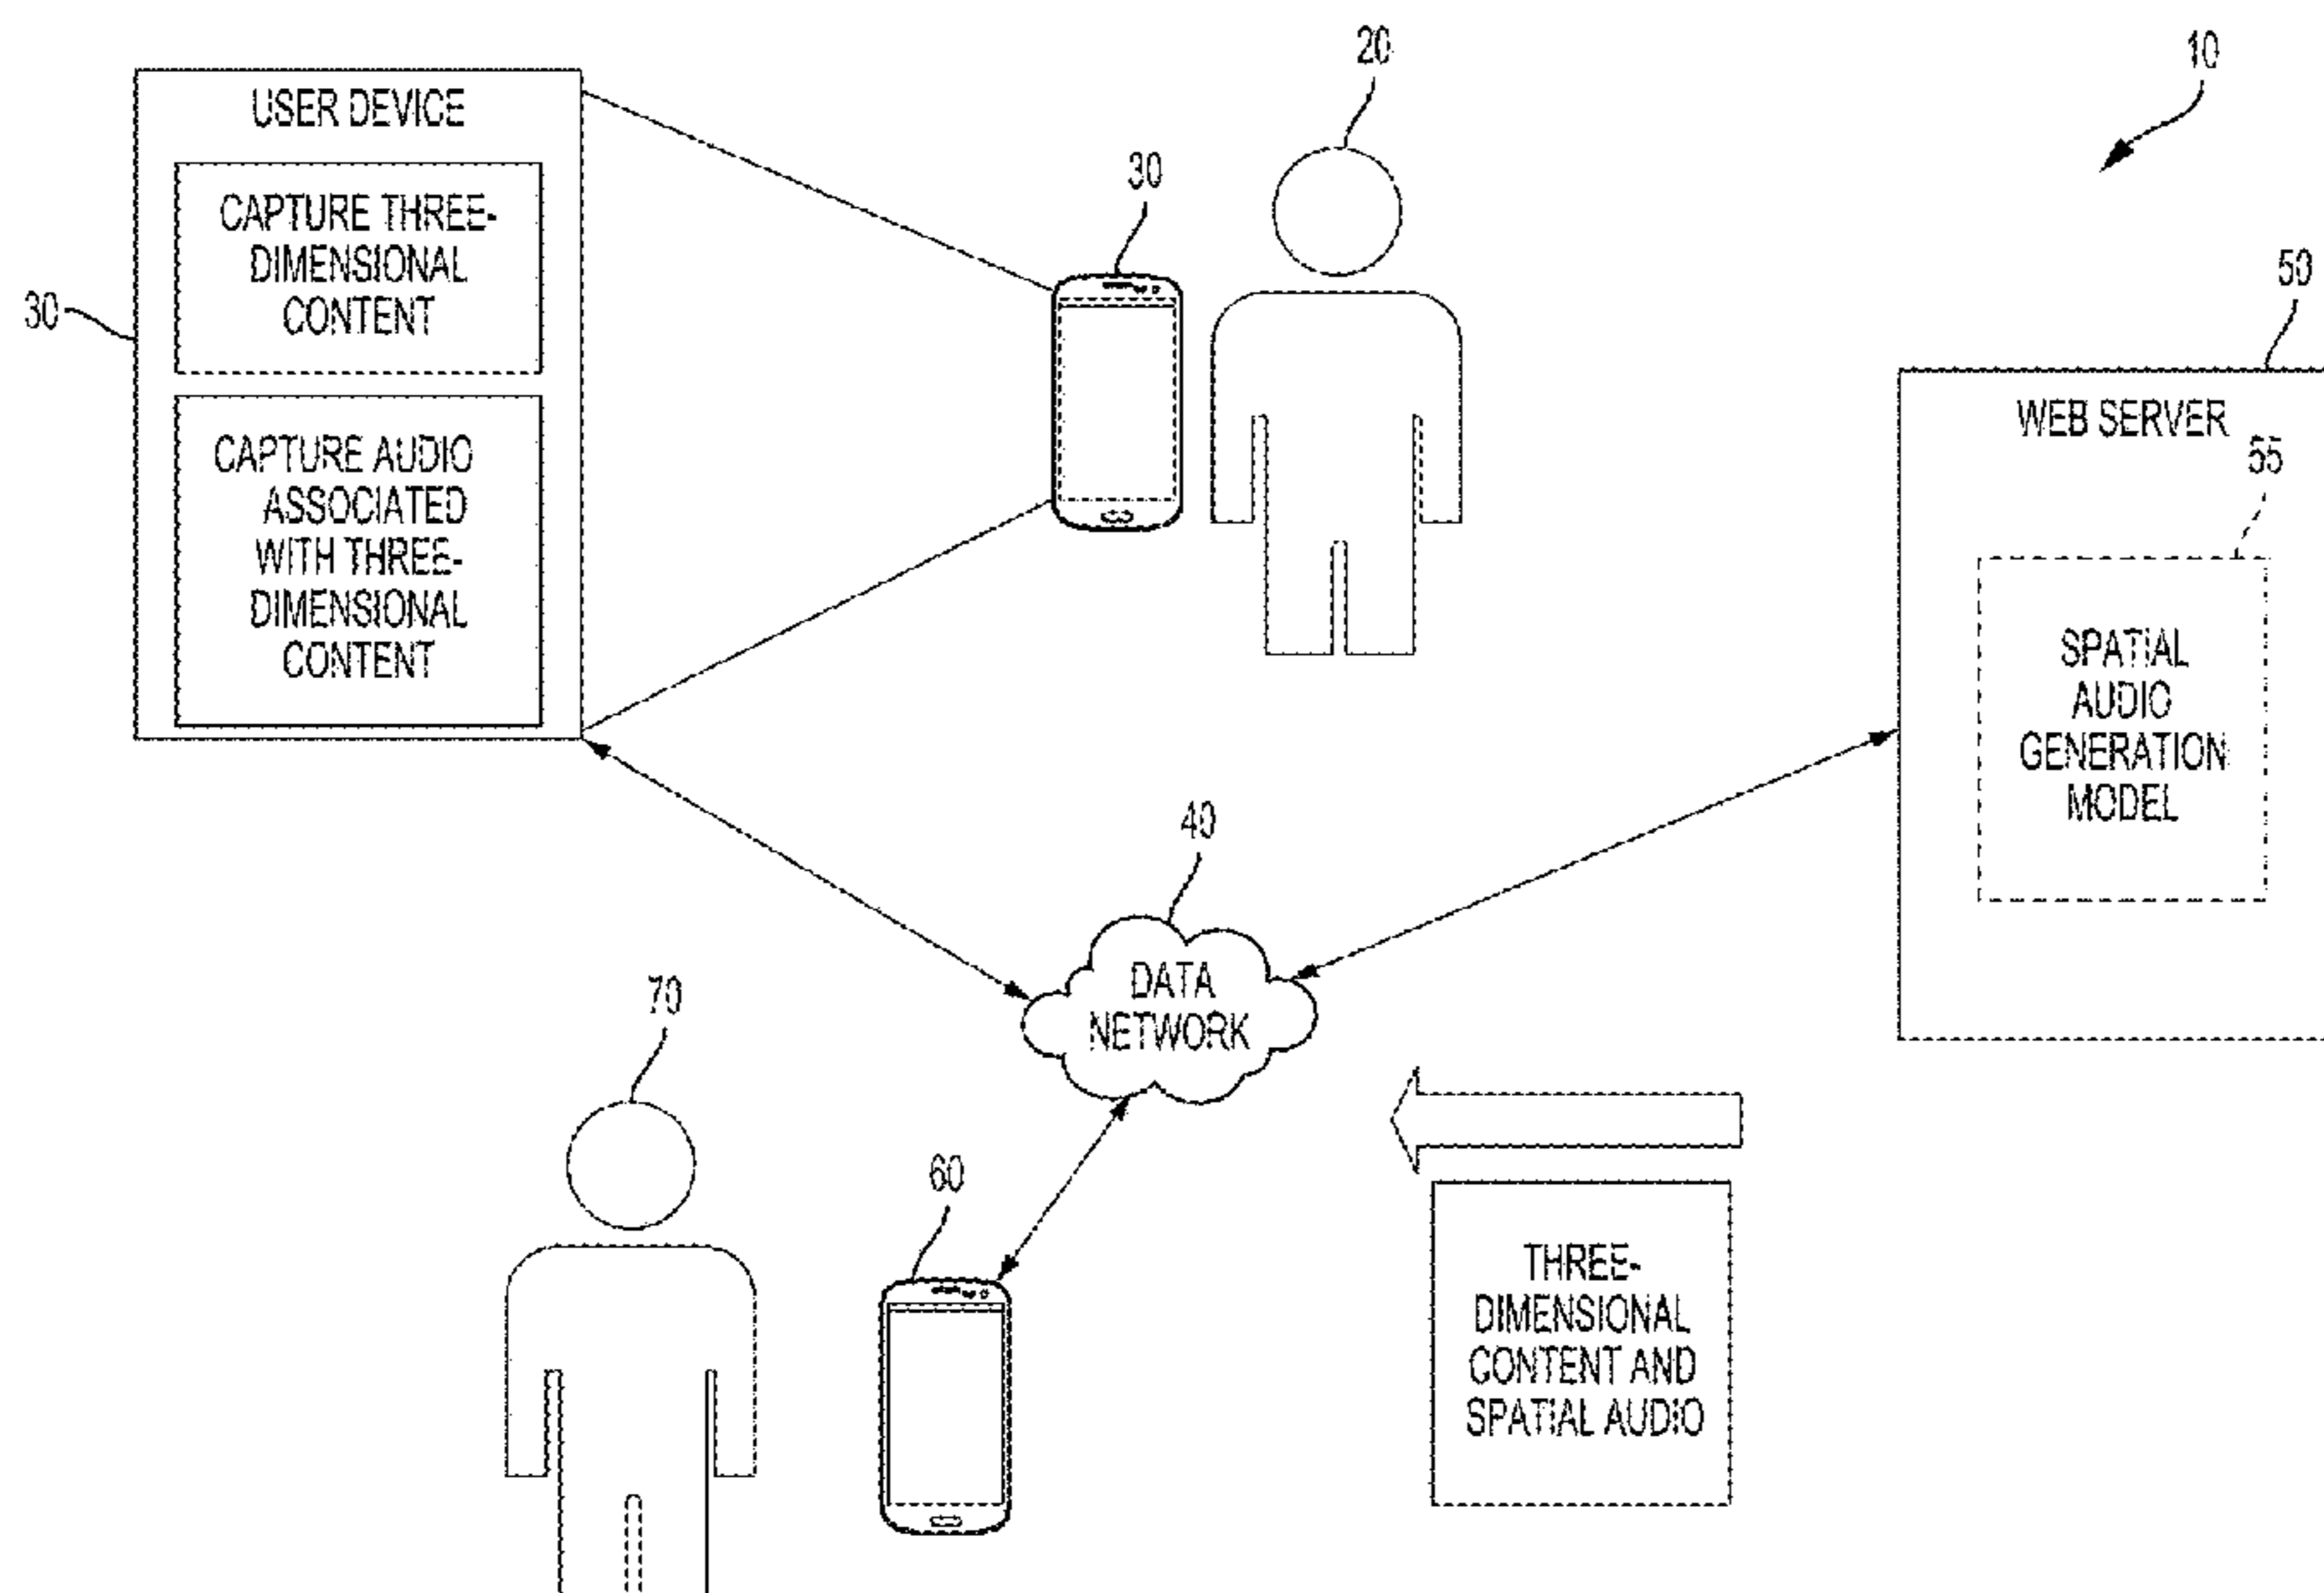 20
10
USER DEVICE
CAPTURE THREE-
DIMENSIONAL
CONTENT
30
30
50
CAPTURE AUDIO
ASSOCIATED
WITH THREE-
DIMENSIONAL
CONTENT
WEB SERVER
55
SPATIAL
AUDIO
GENERATION
MODEL
40
DATA
NETWORK
70
60
THREE-
DIMENSIONAL
CONTENT AND
SPATIAL AUDIO